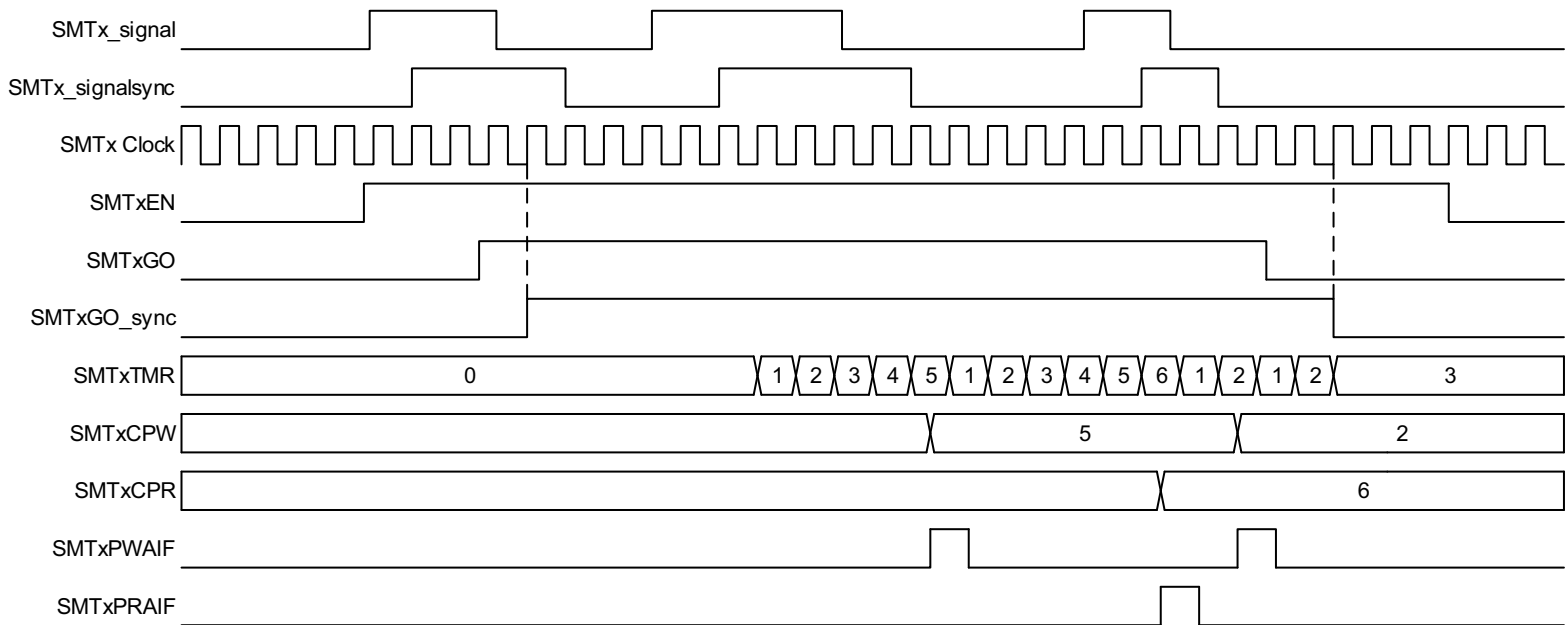 SMTx_signal
SMTx_signalsync
SMTx Clock
SMTxEN
SMTxGO
SMTxGO_sync
SMTxTMR 0 1 2 3 4 5 1 2 3 4 5 6 1 2 1 2 3
SMTxCPW 5 2
SMTxCPR 6
SMTxPWAIF
SMTxPRAIF